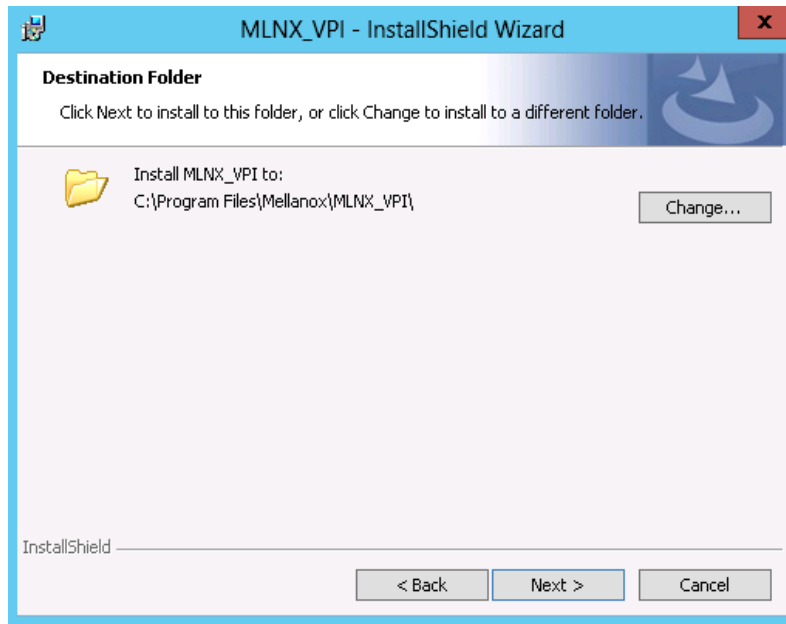 MLNX_VPI - InstallShield Wizard
x
Destination Folder
Click Next to install to this folder, or click Change to install to a different folder.
Install MLNX_VPI to:
C:\Program Files\Mellanox\MLNX_VPI\
Change...
InstallShield
< Back
Next >
Cancel